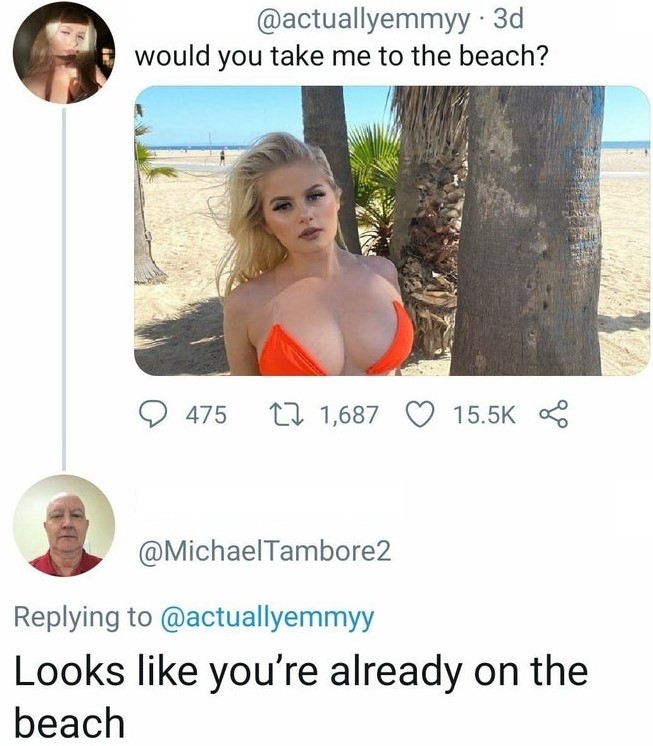 @actuallyemmyy · 3d
would you take me to the beach?
475 1,687 15.5K
@MichaelTambore2
Replying to @actuallyemmyy
Looks like you’re already on the
beach